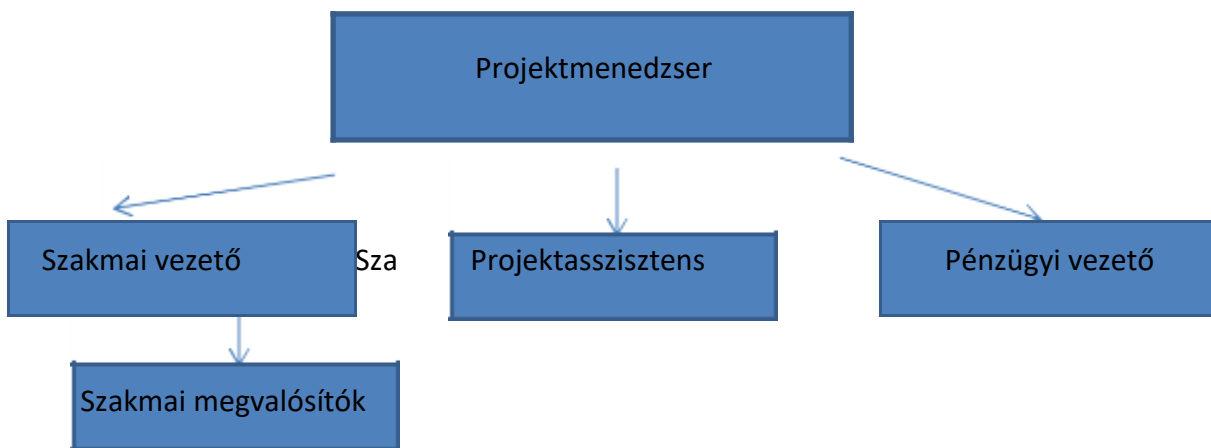 Projektmenedzser
Szakmai vezető Sza Projektasszisztens Pénzügyi vezető
Szakmai megvalósítók